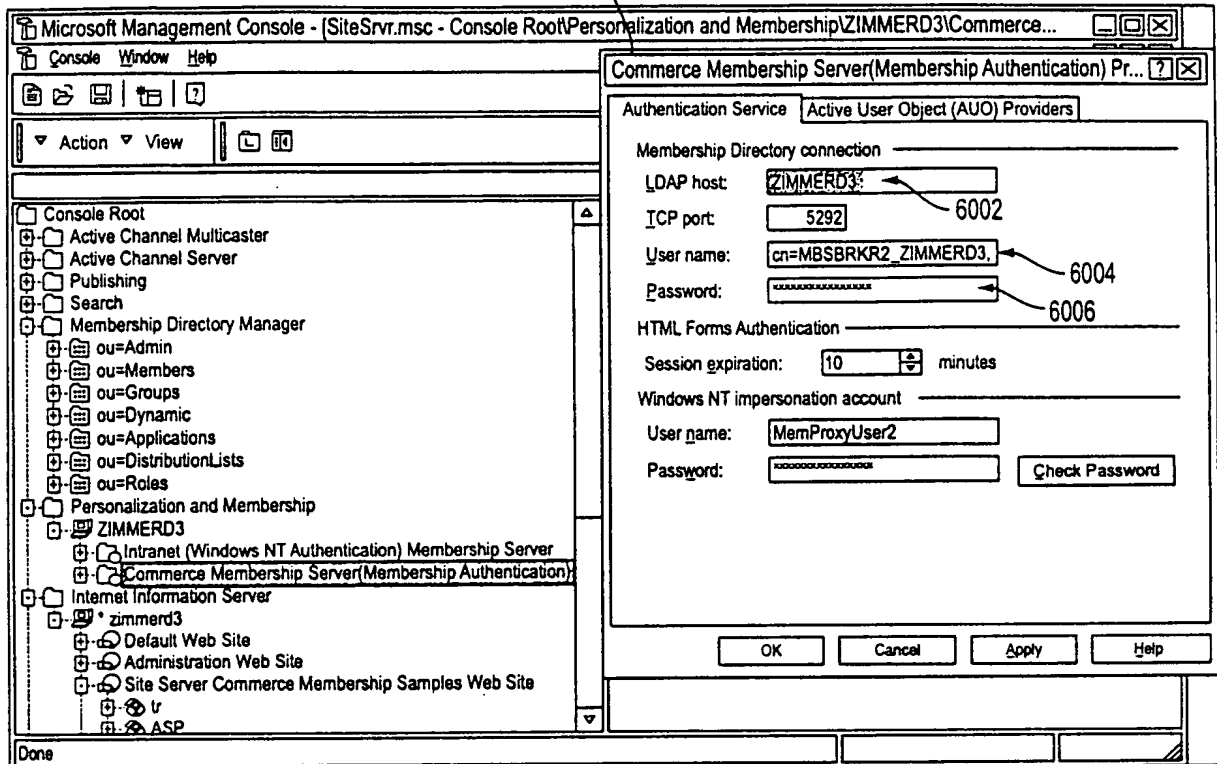 Microsoft Management Console - [SiteSrvr.msc - Console Root\Personalization and Membership\ZIMMERD3\Commerce...
Console Window Help
Action View
Console Root
Active Channel Multicaster
Active Channel Server
Publishing
Search
Membership Directory Manager
ou=Admin
ou=Members
ou=Groups
ou=Dynamic
ou=Applications
ou=DistributionLists
ou=Roles
Personalization and Membership
ZIMMERD3
Intranet (Windows NT Authentication) Membership Server
Commerce Membership Server(Membership Authentication)
Internet Information Server
* zimmerd3
Default Web Site
Administration Web Site
Site Server Commerce Membership Samples Web Site
tr
ASP
Done
Commerce Membership Server(Membership Authentication) Pr...
Authentication Service Active User Object (AUO) Providers
Membership Directory connection
LDAP host: ZIMMERD3
6002
TCP port: 5292
User name: cn=MBSBRKR2_ZIMMERD3,
6004
Password: xxxxxxxxxxxxxxxx
6006
HTML Forms Authentication
Session expiration: 10 minutes
Windows NT impersonation account
User name: MemProxyUser2
Password: xxxxxxxxxxxxxxxx Check Password
OK Cancel Apply Help